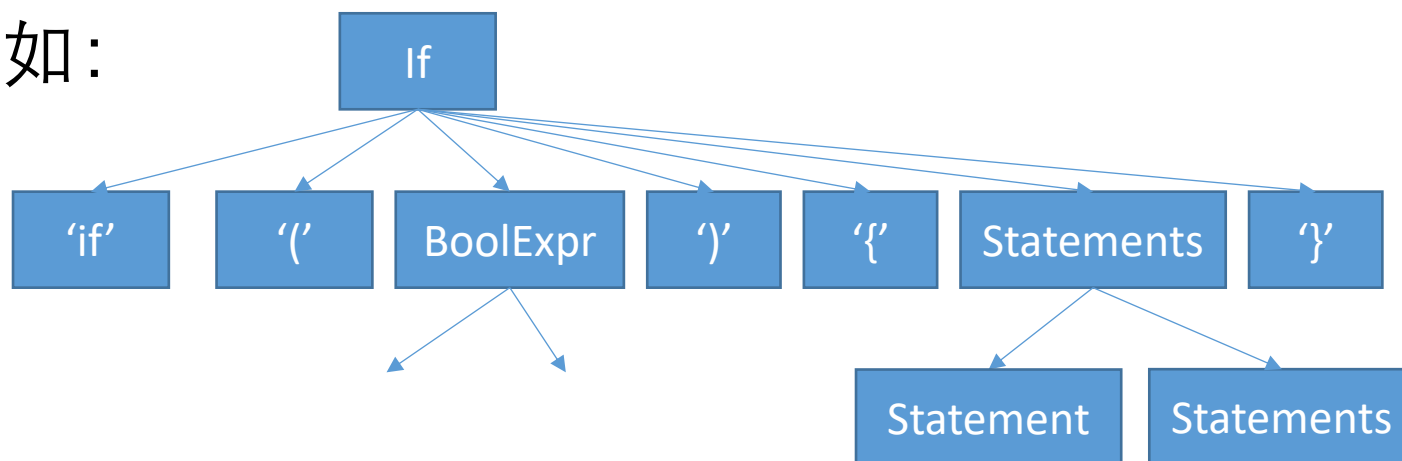 如：
If
‘if’
‘(’
BoolExpr
‘)’
‘{’
Statements
‘}’
Statement
Statements